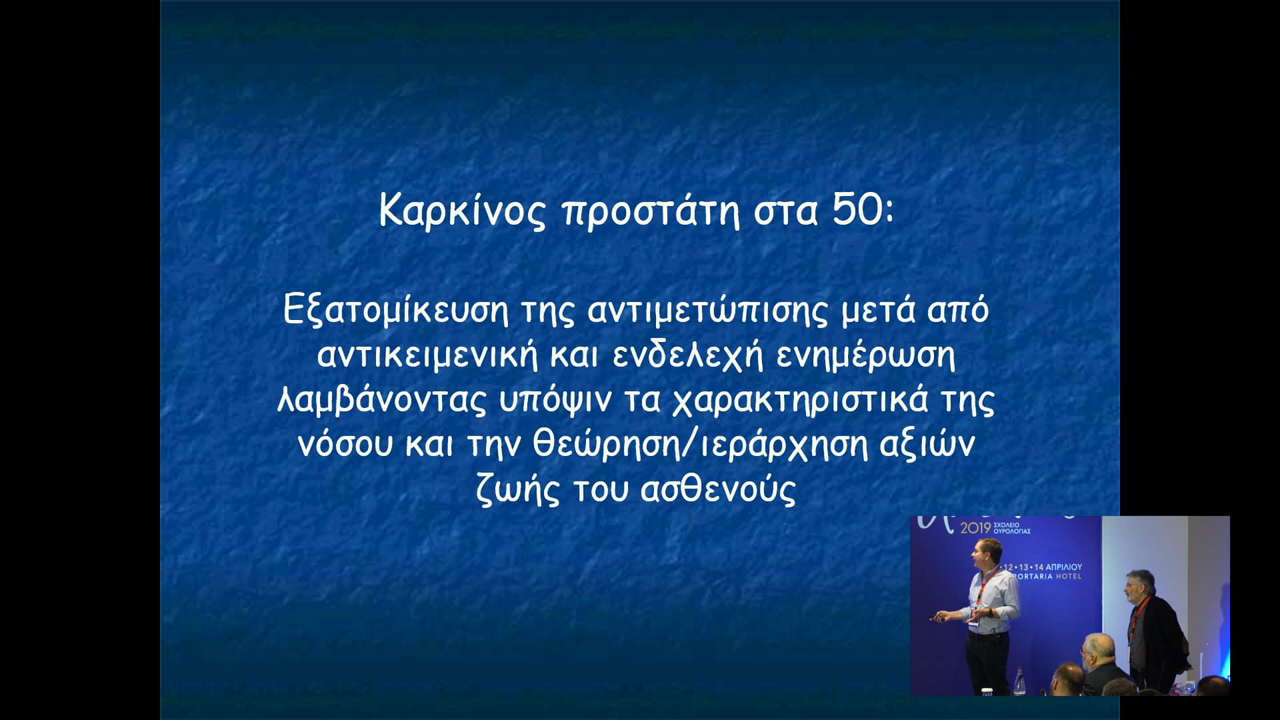 Καρκίνος προστάτη στα 50:
Εξατομίκευση της αντιμετώπισης μετά από
αντικειμενική και ενδελεχή ενημέρωση
λαμβάνοντας υπόψιν τα χαρακτηριστικά της
νόσου και την θεώρηση/ιεράρχηση αξιών
ζωής του ασθενούς
2019 ΣΧΟΛΕΙΟ
ΟΥΡΟΛΟΓΙΑΣ
12•13•14 ΑΠΡΙΛΙΟΥ
PORTARIA HOTEL